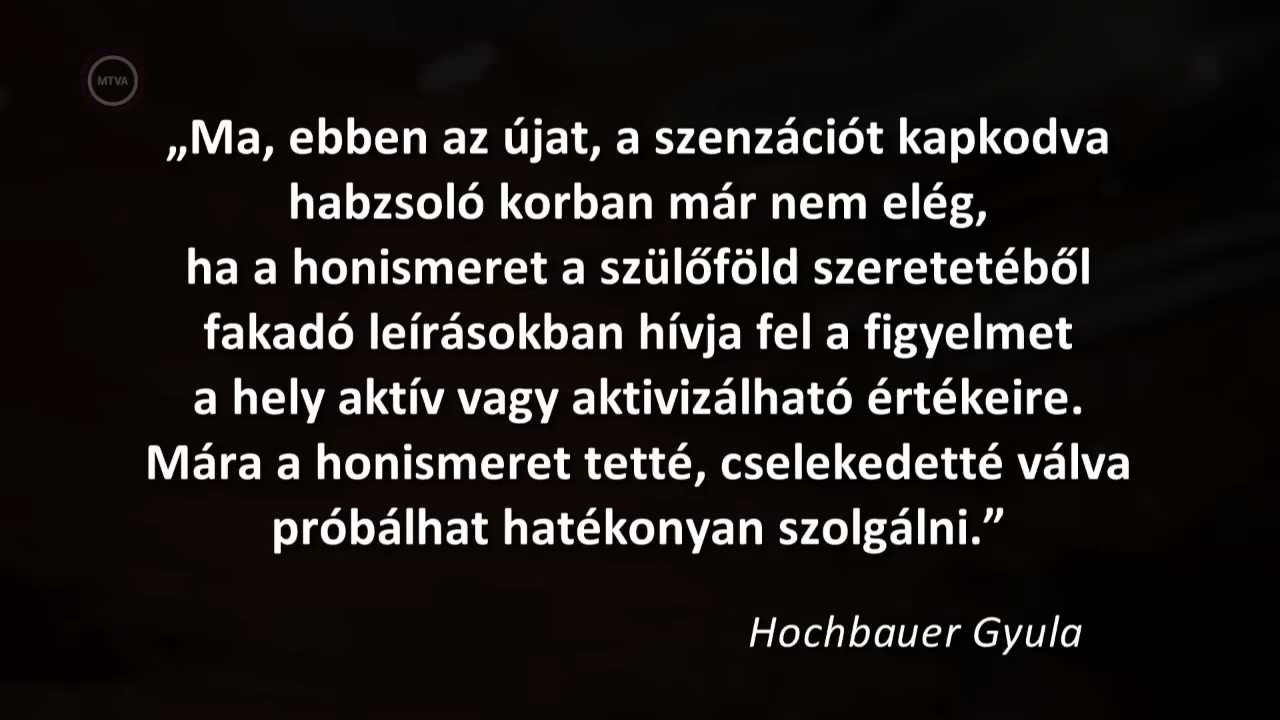 MTVA
„Ma, ebben az újat, a szenzációt kapkodva
habzsoló korban már nem elég,
ha a honismeret a szülőföld szeretetéből
fakadó leírásokban hívja fel a figyelmet
a hely aktív vagy aktivizálható értékeire.
Mára a honismeret tetté, cselekedetté válva
próbálhat hatékonyan szolgálni.”
Hochbauer Gyula